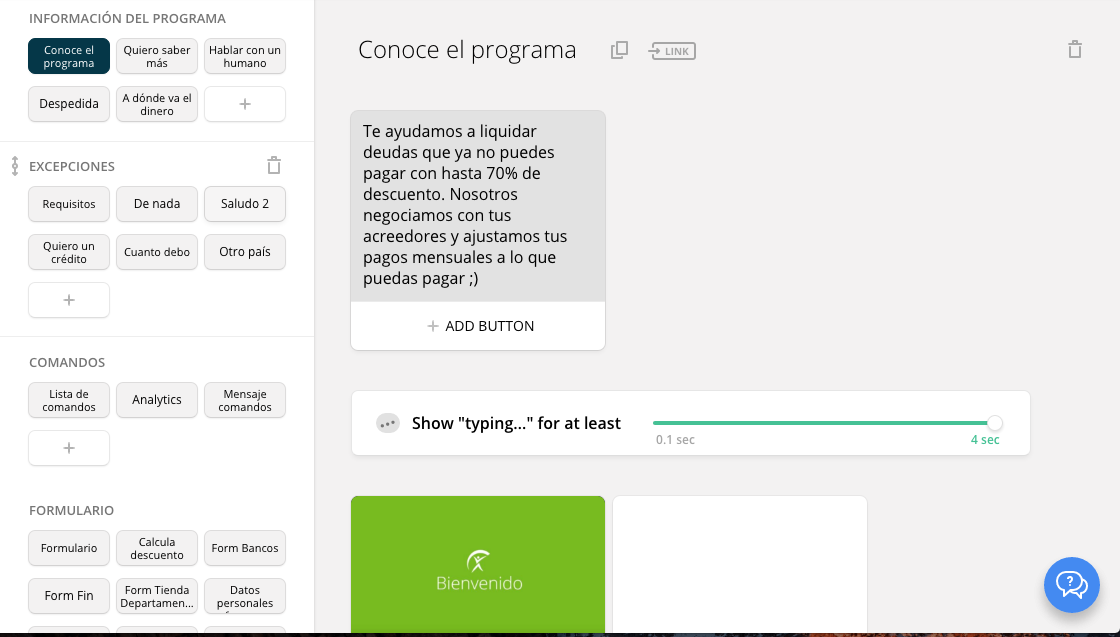 INFORMACIÓN DEL PROGRAMA
Conoce el
programa
Quiero saber
más
Hablar con un
humano
Despedida
A dónde va el
dinero
EXCEPCIONES
Requisitos
De nada
Saludo 2
Quiero un
crédito
Cuanto debo
Otro país
COMANDOS
Lista de
comandos
Analytics
Mensaje
comandos
FORMULARIO
Formulario
Calcula
descuento
Form Bancos
Form Fin
Form Tienda
Departamen...
Datos
personales
Conoce el programa
LINK
Te ayudamos a liquidar
deudas que ya no puedes
pagar con hasta 70% de
descuento. Nosotros
negociamos con tus
acreedores y ajustamos tus
pagos mensuales a lo que
puedas pagar ;)
+ ADD BUTTON
Show "typing..." for at least
0.1 sec
4 sec
Bienvenido